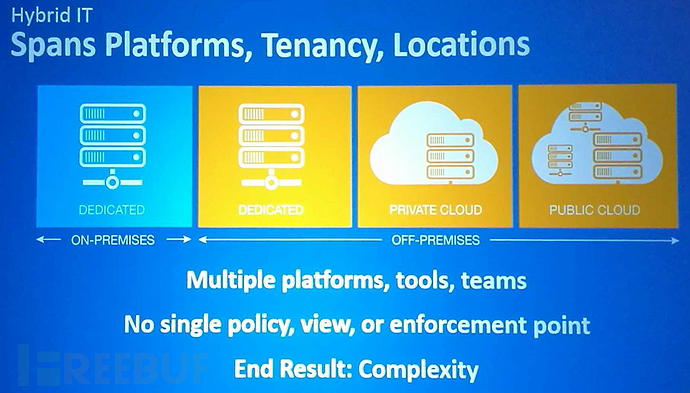 Hybrid IT
Spans Platforms, Tenancy, Locations
DEDICATED
DEDICATED
PRIVATE CLOUD
PUBLIC CLOUD
ON-PREMISES
OFF-PREMISES
Multiple platforms, tools, teams
No single policy, view, or enforcement point
End Result: Complexity
FREEBUF